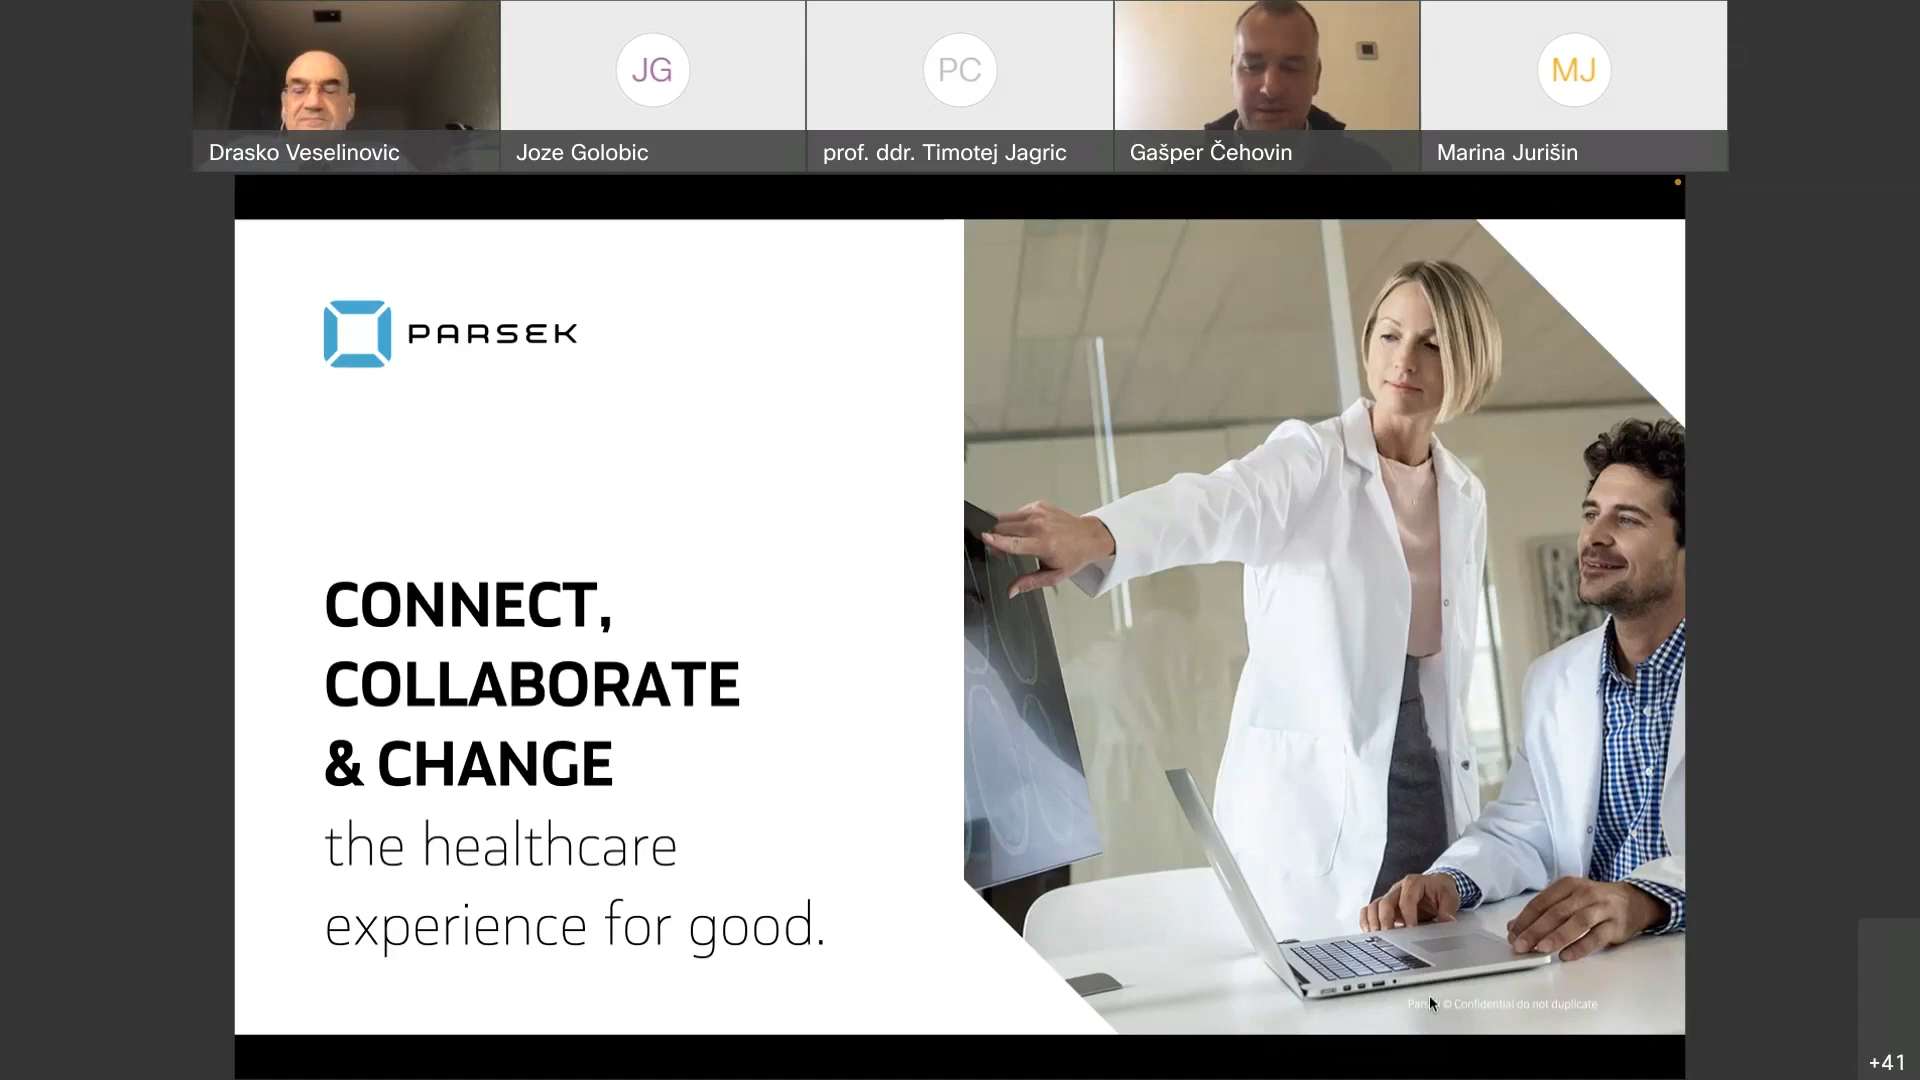 JG
PC
MJ
Drasko Veselinovic
Joze Golobic
prof. ddr. Timotej Jagric
Gašper Čehovin
Marina Jurišin
PARSEK
CONNECT,
COLLABORATE
& CHANGE
the healthcare
experience for good.
Parsek © Confidential do not duplicate
+41